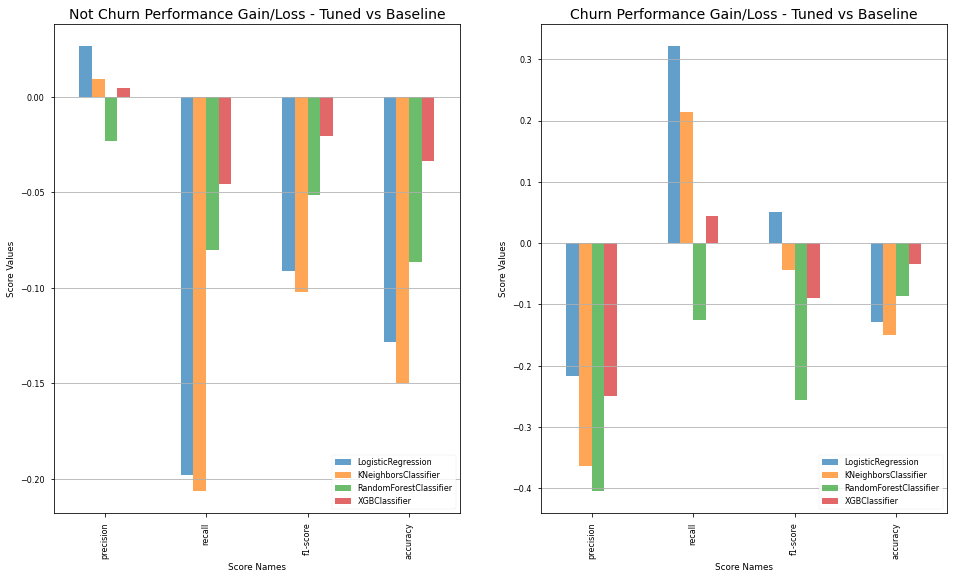 Not Churn Performance Gain/Loss - Tuned vs Baseline
Score Values
0.00
−0.05
−0.10
−0.15
−0.20
LogisticRegression
KNeighborsClassifier
RandomForestClassifier
XGBClassifier
precision
recall
f1-score
accuracy
Score Names
Churn Performance Gain/Loss - Tuned vs Baseline
Score Values
0.3
0.2
0.1
0.0
−0.1
−0.2
−0.3
−0.4
LogisticRegression
KNeighborsClassifier
RandomForestClassifier
XGBClassifier
precision
recall
f1-score
accuracy
Score Names